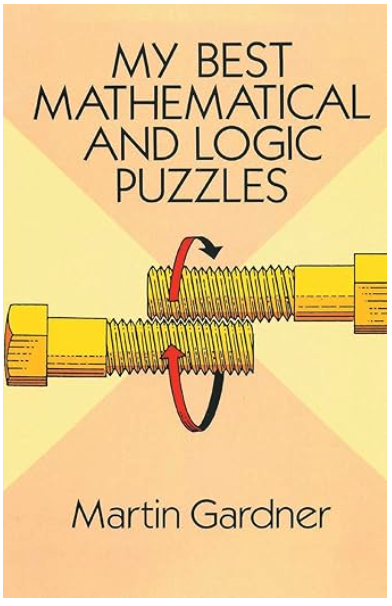 MY BEST
MATHEMATICAL
AND LOGIC
PUZZLES
Martin Gardner